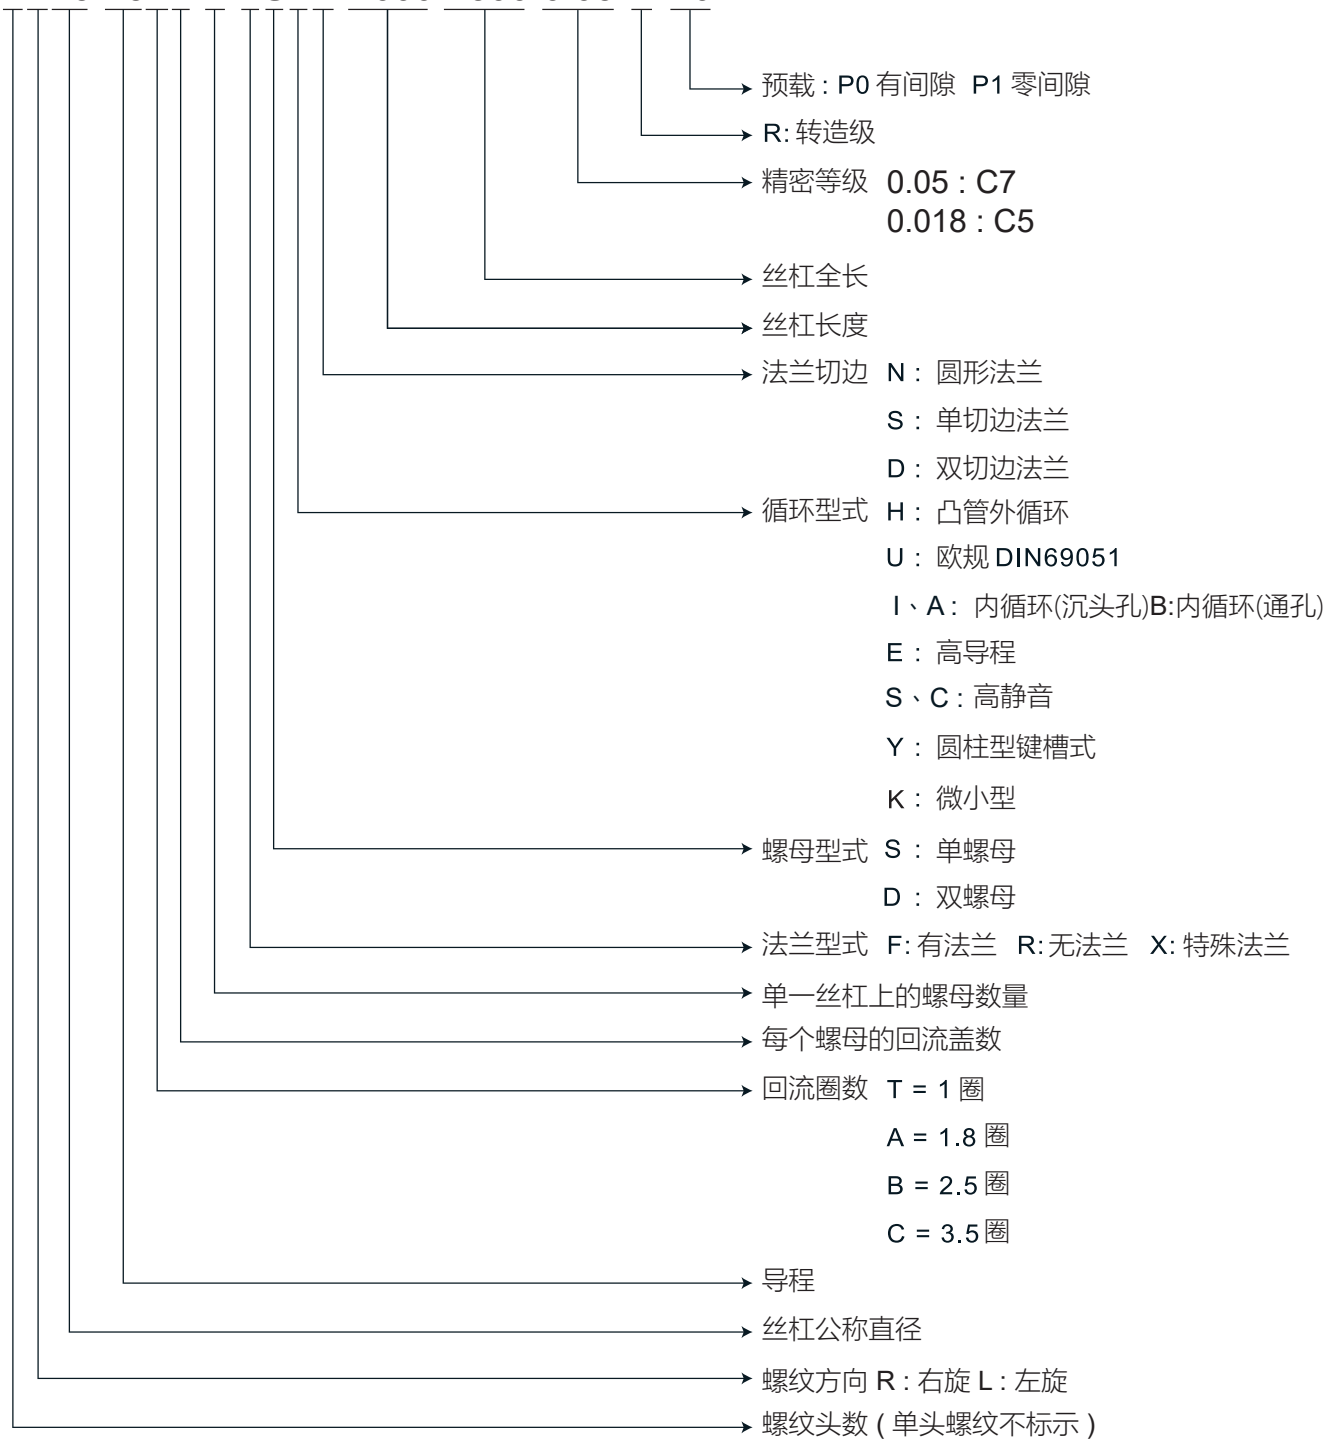 预载 : P0 有间隙 P1 零间隙
R: 转造级
精密等级 0.05 : C7
0.018 : C5
丝杠全长
丝杠长度
法兰切边 N : 圆形法兰
S : 单切边法兰
D : 双切边法兰
循环型式 H : 凸管外循环
U : 欧规 DIN69051
I、A : 内循环(沉头孔)B:内循环(通孔)
E : 高导程
S、C : 高静音
Y : 圆柱型键槽式
K : 微小型
螺母型式 S : 单螺母
D : 双螺母
法兰型式 F: 有法兰 R: 无法兰 X: 特殊法兰
单一丝杠上的螺母数量
每个螺母的回流盖数
回流圈数 T = 1 圈
A = 1.8 圈
B = 2.5 圈
C = 3.5 圈
导程
丝杠公称直径
螺纹方向 R : 右旋 L : 左旋
螺纹头数 ( 单头螺纹不标示 )